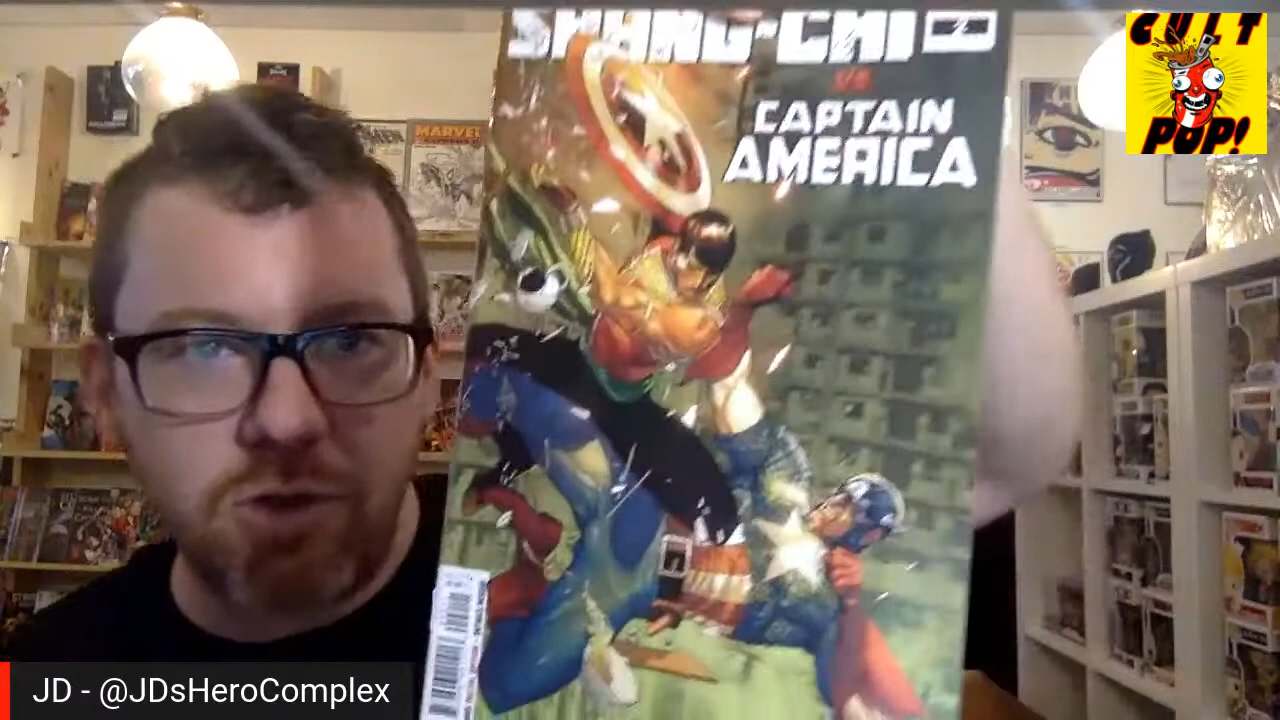 SHANG-CHI
VS
CAPTAIN
AMERICA
CULT
POP!
MARVEL
JD - @JDsHeroComplex